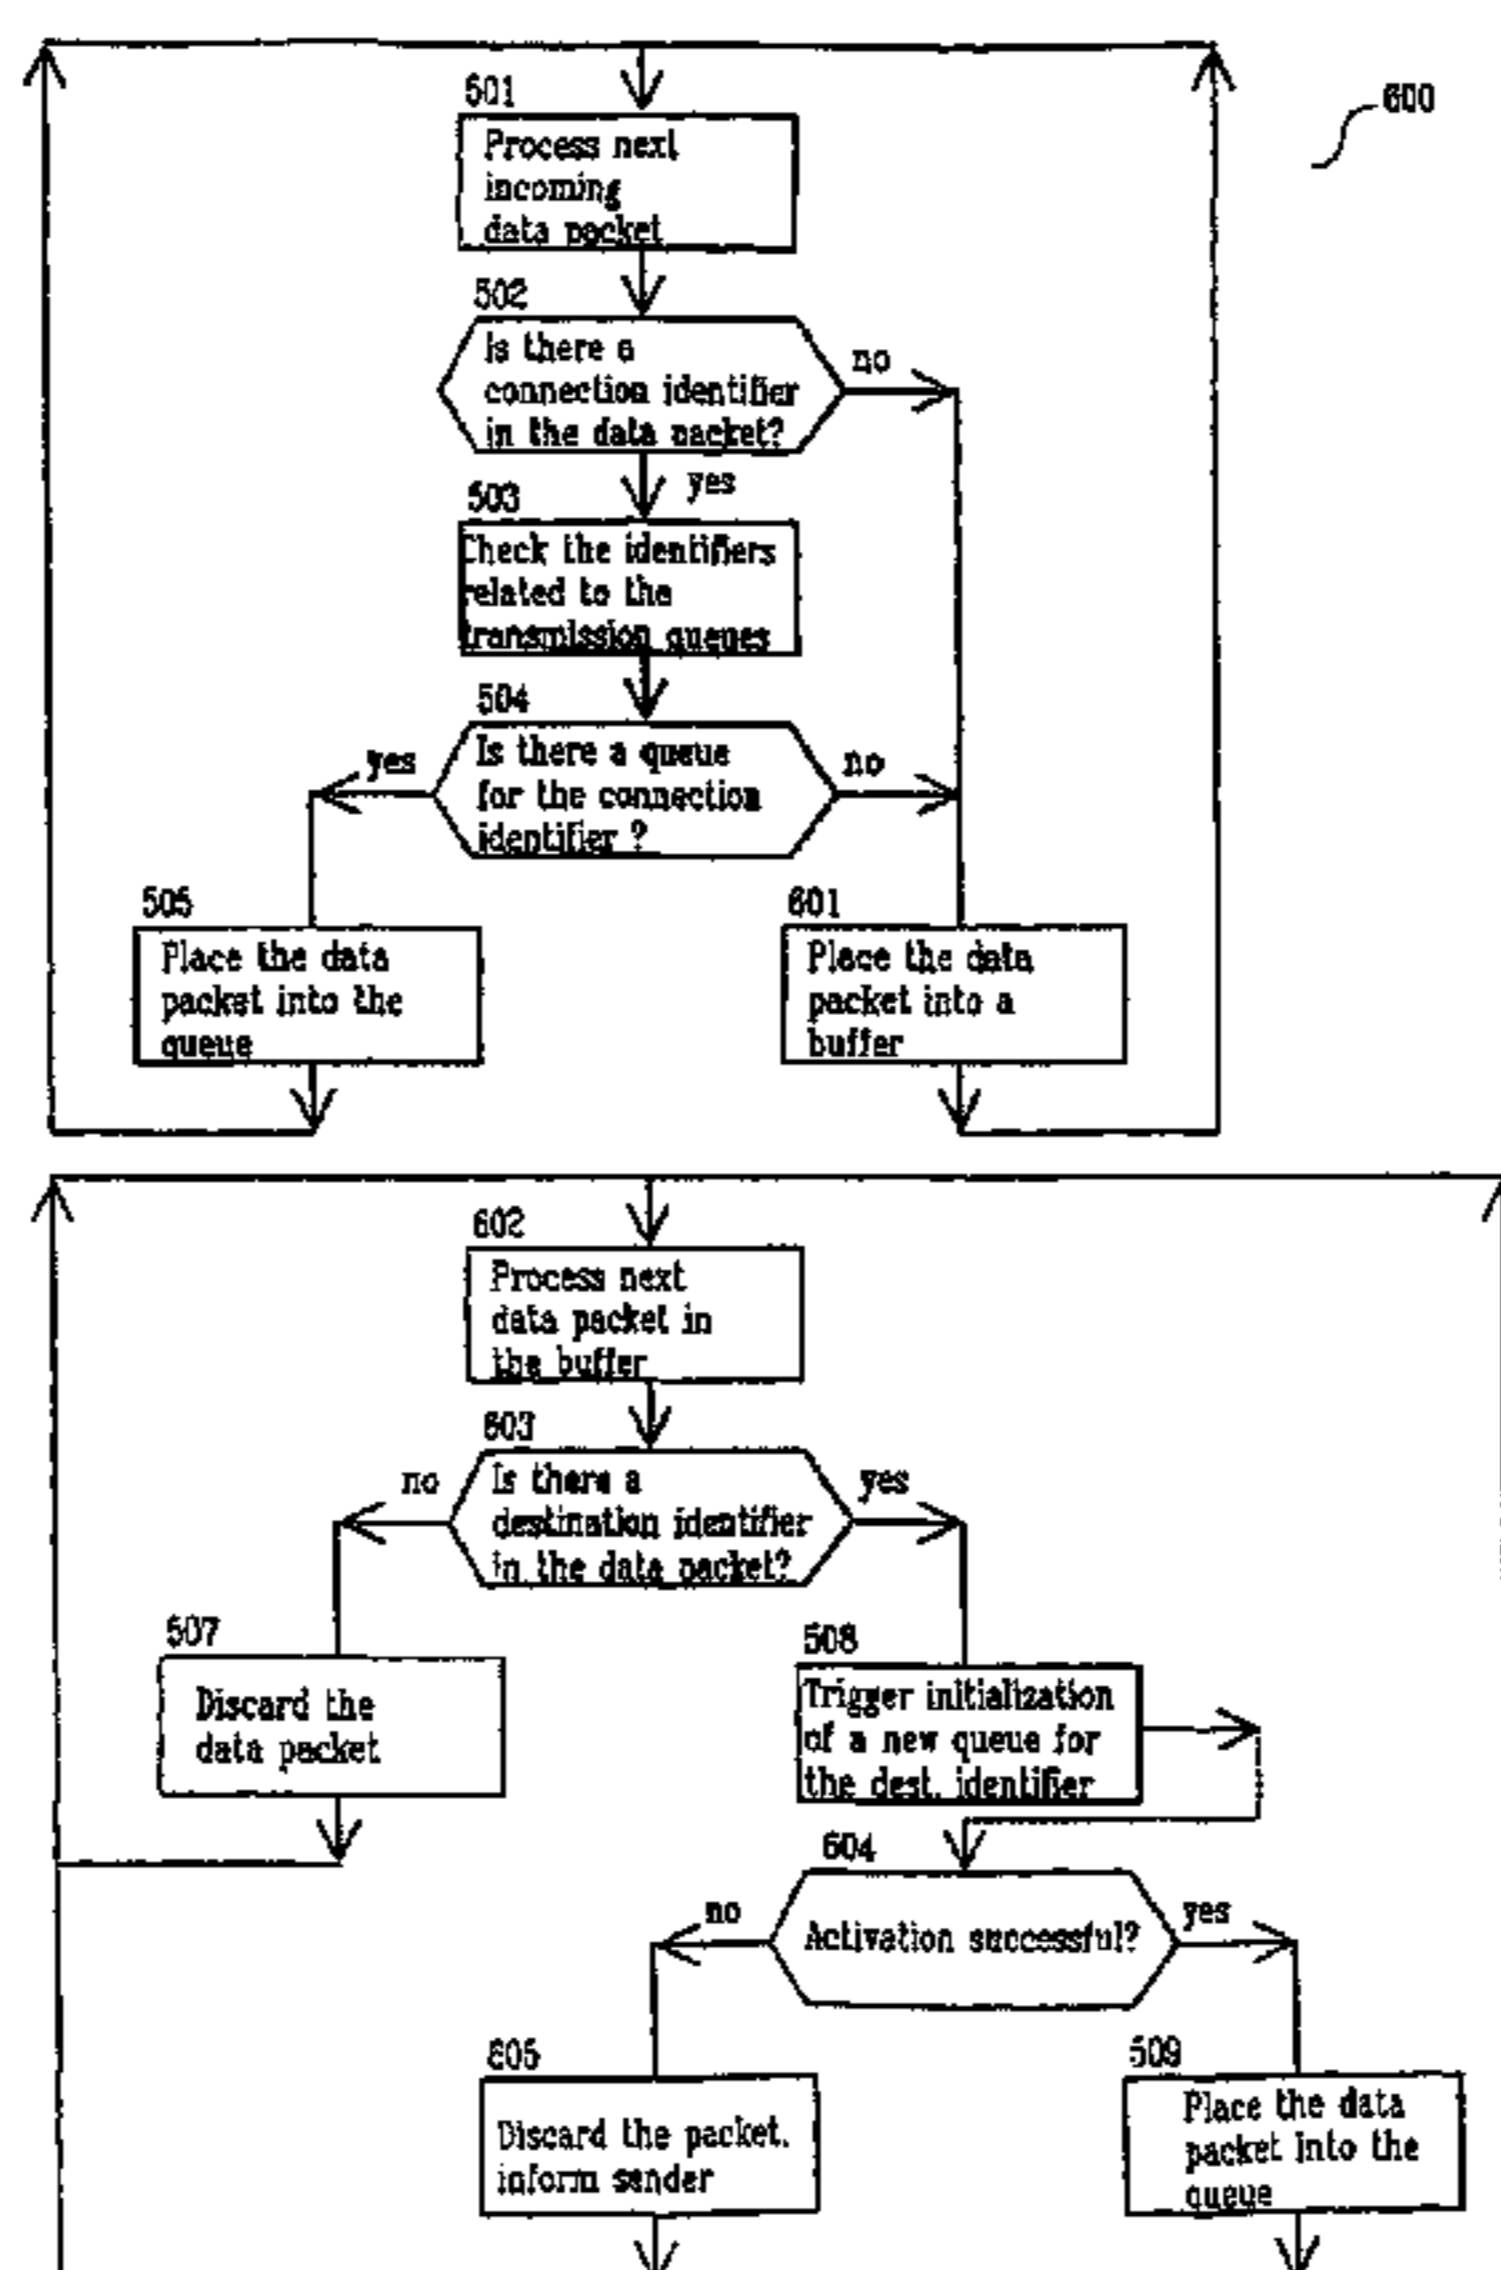 600
501
Process next
incoming
data packet
502
Is there a
connection identifier
in the data packet?
no
yes
503
Check the identifiers
related to the
transmission queues
504
Is there a queue
for the connection
identifier ?
yes
no
505
Place the data
packet into the
queue
601
Place the data
packet into a
buffer
602
Process next
data packet in
the buffer
603
Is there a
destination identifier
in the data packet?
no
yes
507
Discard the
data packet
508
Trigger initialization
of a new queue for
the dest. identifier
604
Activation successful?
no
yes
605
Discard the packet,
inform sender
509
Place the data
packet into the
queue